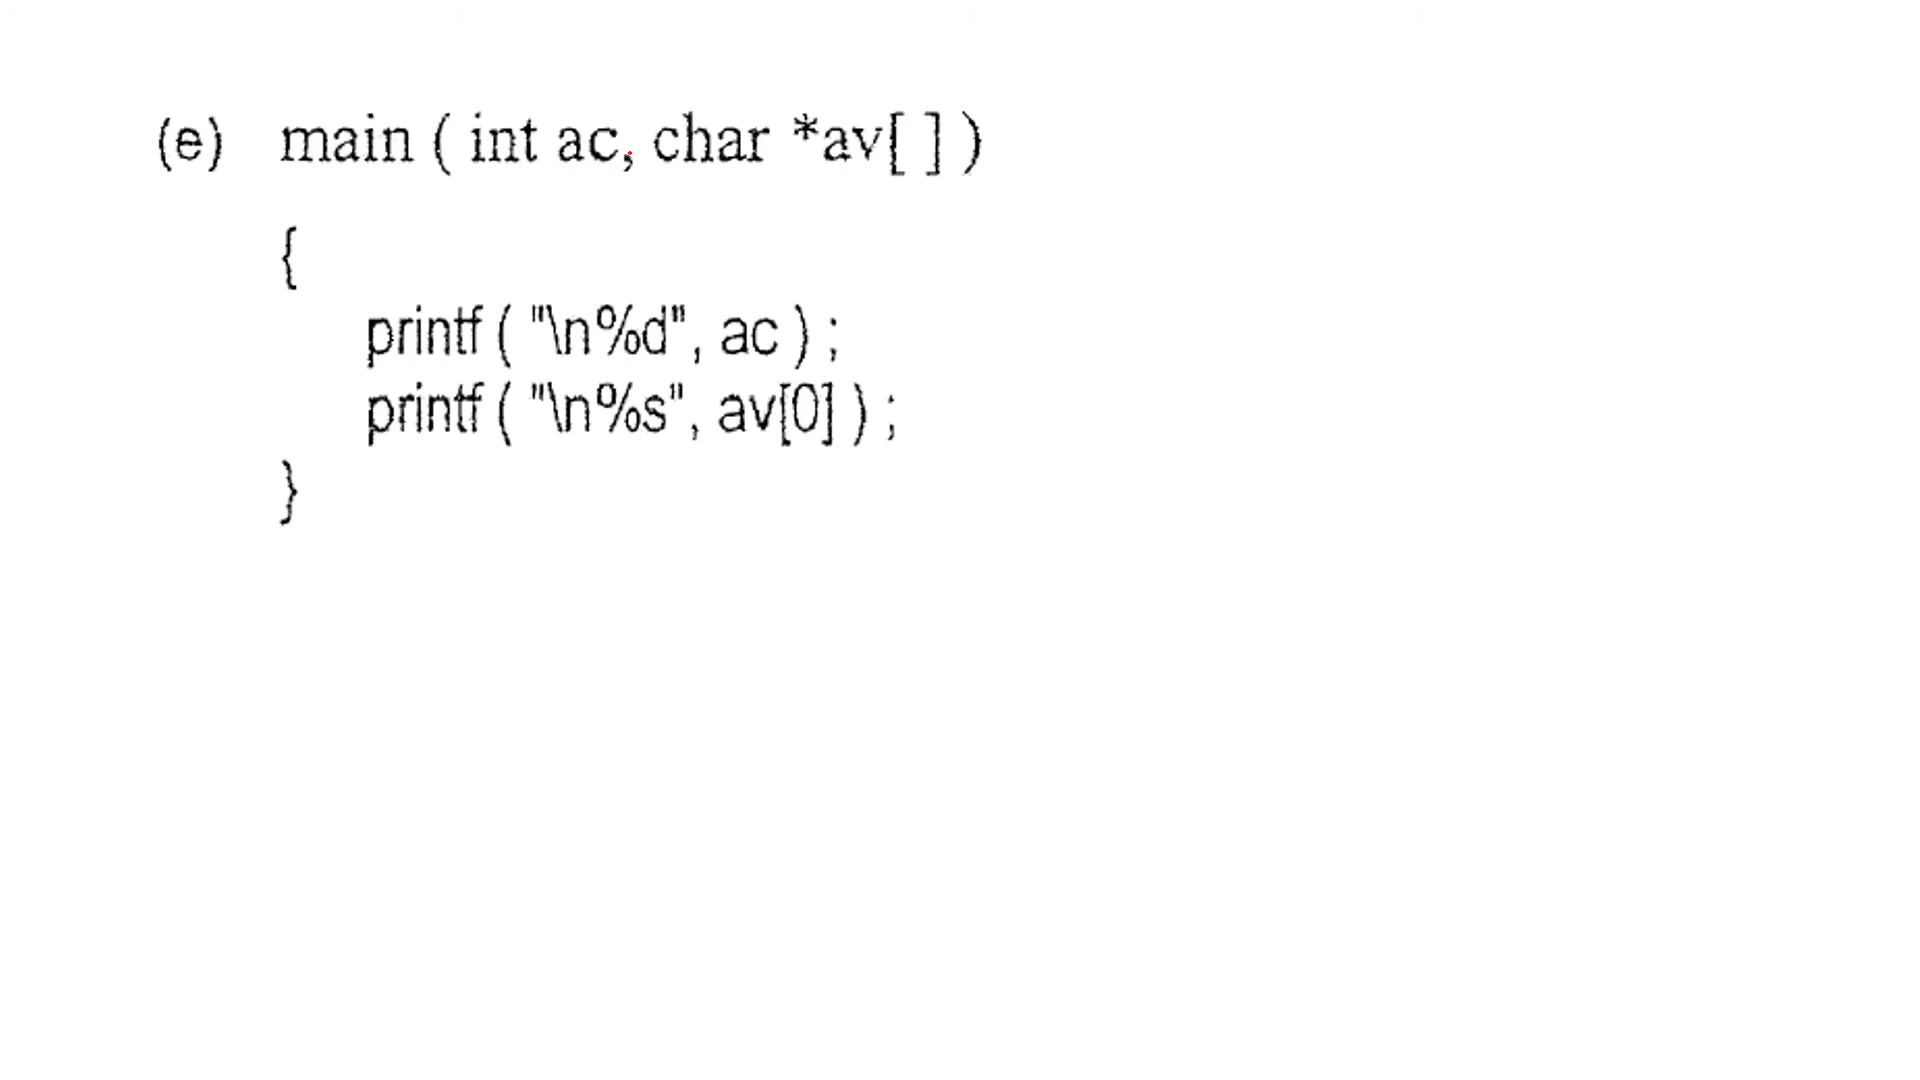 (e) main ( int ac, char *av[ ] )
{
printf ( "\n%d", ac ) ;
printf ( "\n%s", av[0] ) ;
}